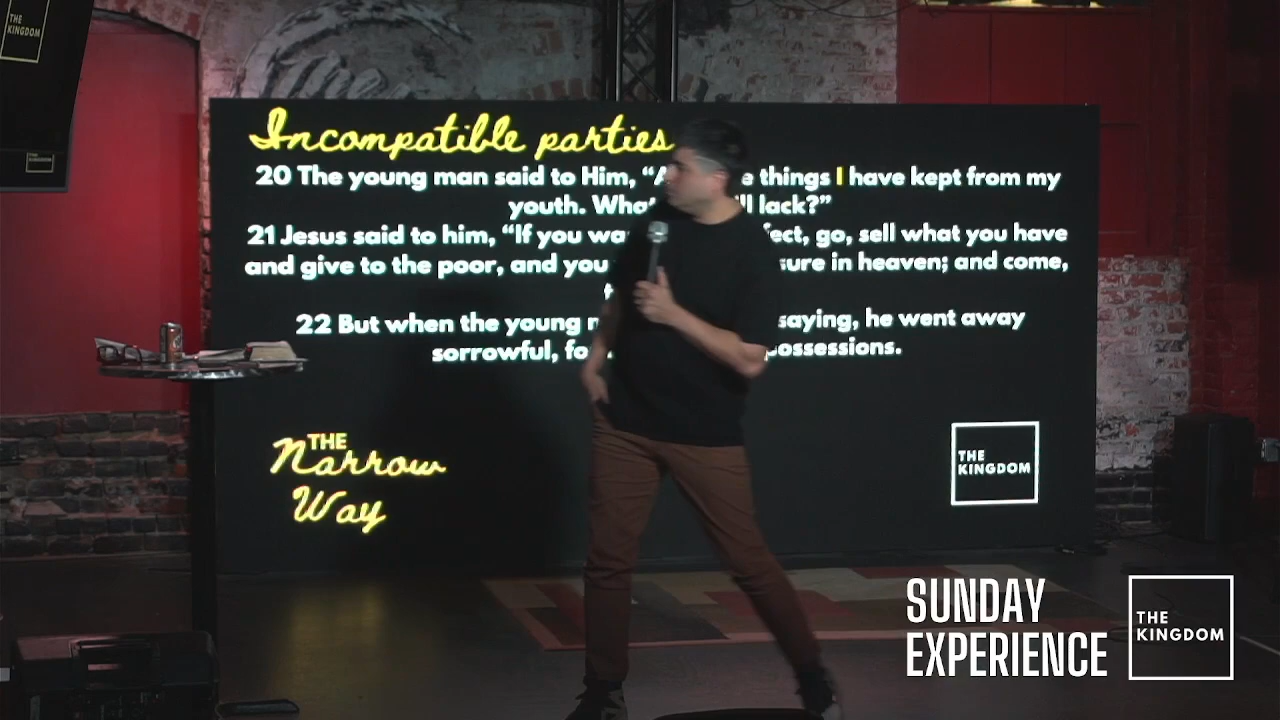 THE
KINGDOM
Incompatible parties
20 The young man said to Him, “A e things I have kept from my
youth. What ll lack?”
21 Jesus said to him, “If you wa fect, go, sell what you have
and give to the poor, and you sure in heaven; and come,
22 But when the young saying, he went away
sorrowful, fo possessions.
THE
Narrow
Way
THE
KINGDOM
SUNDAY
EXPERIENCE
THE
KINGDOM